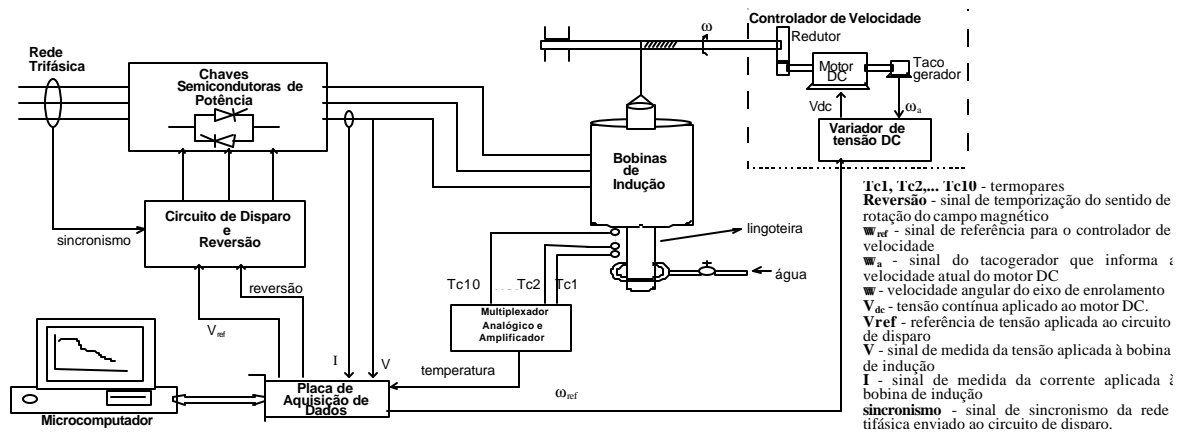 Controlador de Velocidade
ω
Redutor
Rede
Trifásica
Chaves
Semicondutoras de
Potência
Motor
DC
Taco
gerador
Vdc
ωa
Variador de
tensão DC
Bobinas
de
Indução
Circuito de Disparo
e
Reversão
sincronismo
lingoteira
água
reversão
Tc10 Tc2 Tc1
Multiplexador
Analógico e
Amplificador
Vref
I
V
temperatura
ωref
Placa de
Aquisição de
Dados
Microcomputador
Tc1, Tc2,... Tc10 - termopares
Reversão - sinal de temporização do sentido de
rotação do campo magnético
wref - sinal de referência para o controlador de
velocidade
wa - sinal do tacogerador que informa a
velocidade atual do motor DC
w - velocidade angular do eixo de enrolamento
Vdc - tensão contínua aplicado ao motor DC.
Vref - referência de tensão aplicada ao circuito
de disparo
V - sinal de medida da tensão aplicada à bobina
de indução
I - sinal de medida da corrente aplicada à
bobina de indução
sincronismo - sinal de sincronismo da rede
tifásica enviado ao circuito de disparo.